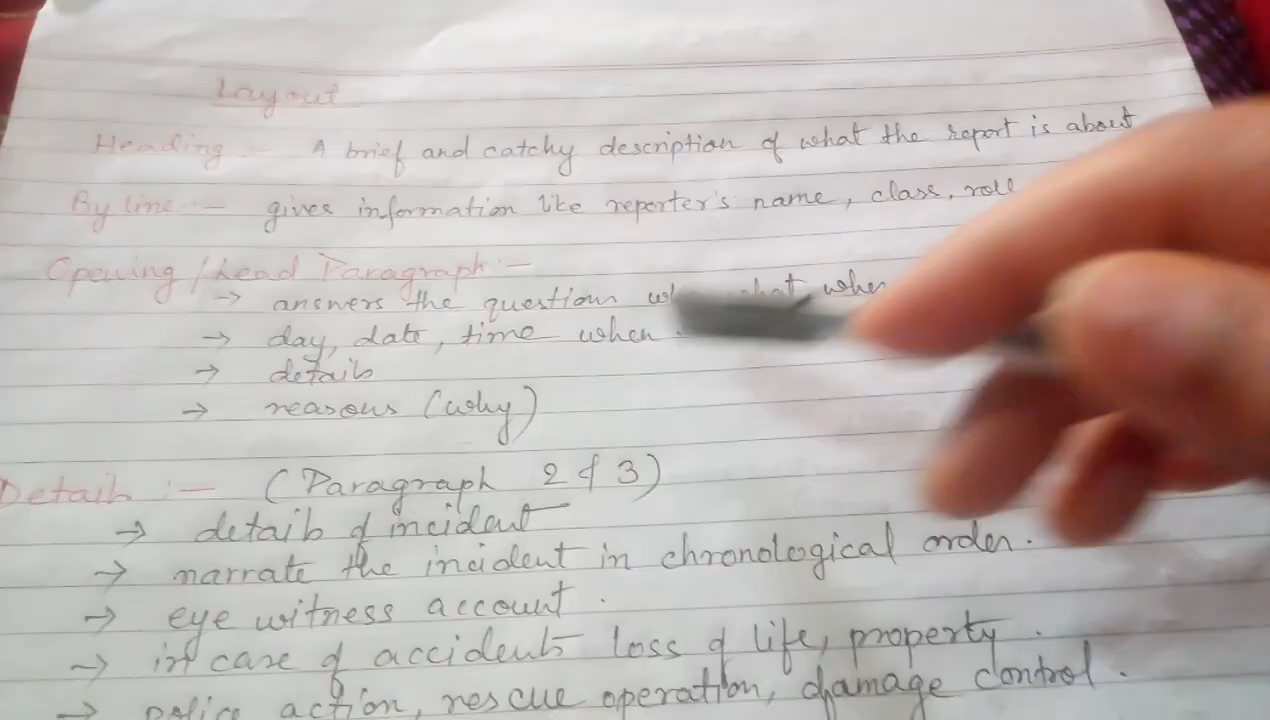 Layout
Heading - A brief and catchy description of what the report is about
By line :- gives information like reporter's name, class, roll
Opening / Lead Paragraph :-
→ answers the questions what when
→ day, date, time when
→ details
→ reasons (why)
Details :- (Paragraph 2 & 3)
→ details of incident
→ narrate the incident in chronological order.
→ eye witness account.
→ in case of accidents loss of life, property.
→ police action, rescue operation, damage control.